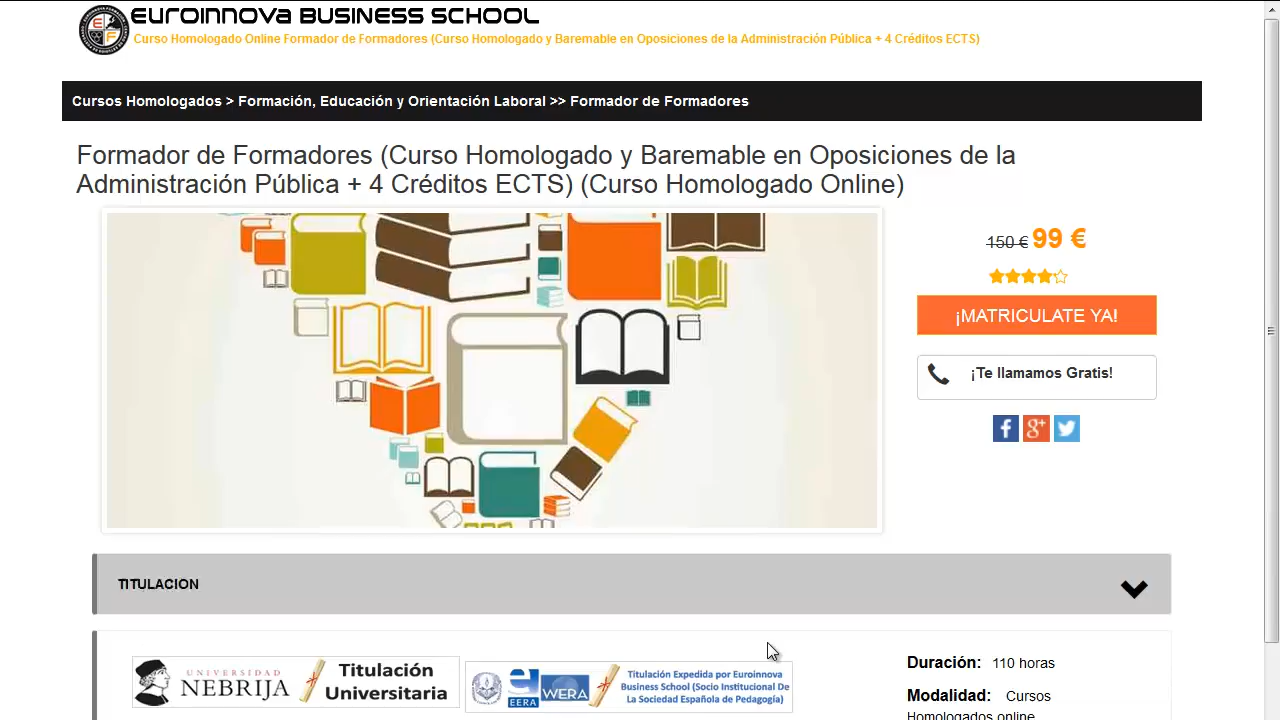 EUROINNOVA BUSINESS SCHOOL
Curso Homologado Online Formador de Formadores (Curso Homologado y Baremable en Oposiciones de la Administración Pública + 4 Créditos ECTS)
Cursos Homologados > Formación, Educación y Orientación Laboral >> Formador de Formadores
Formador de Formadores (Curso Homologado y Baremable en Oposiciones de la
Administración Pública + 4 Créditos ECTS) (Curso Homologado Online)
150 € 99 €
¡MATRICULATE YA!
¡Te llamamos Gratis!
TITULACION
UNIVERSIDAD
NEBRIJA
Titulación
Universitaria
EERA
WERA
Titulación Expedida por Euroinnova
Business School (Socio Institucional De
La Sociedad Española de Pedagogía)
Duración: 110 horas
Modalidad: Cursos
Homologados online